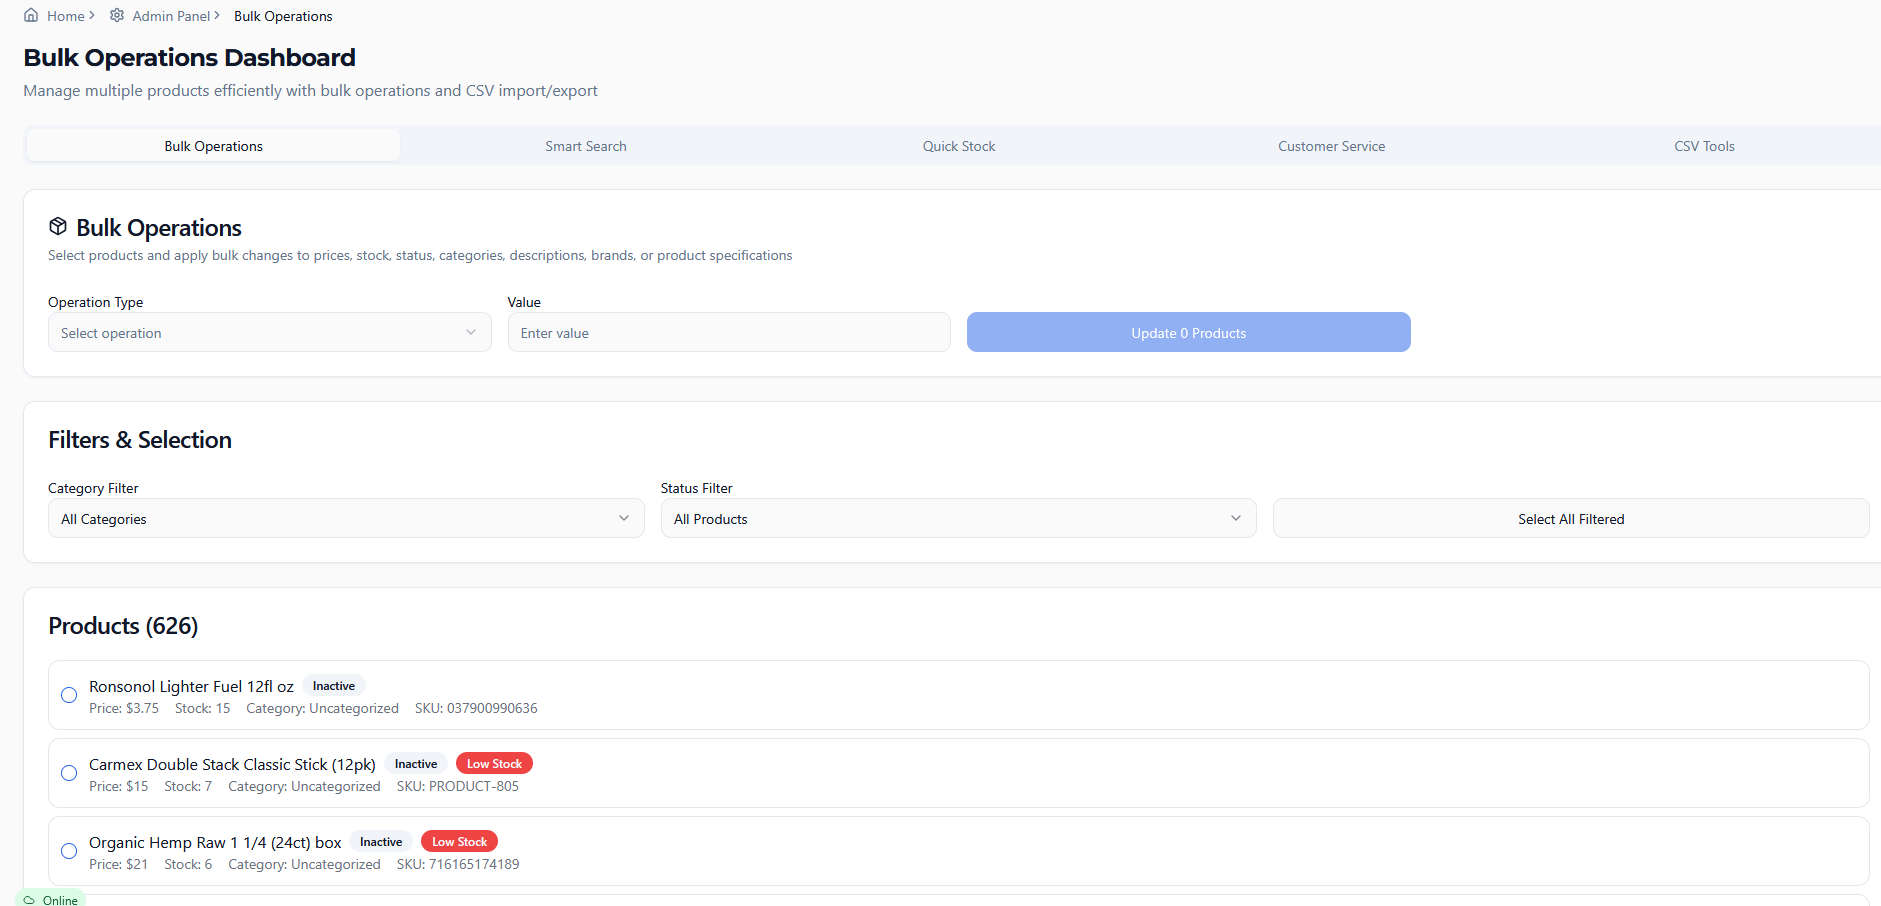 Home > Admin Panel > Bulk Operations
Bulk Operations Dashboard
Manage multiple products efficiently with bulk operations and CSV import/export
Bulk Operations Smart Search Quick Stock Customer Service CSV Tools
Bulk Operations
Select products and apply bulk changes to prices, stock, status, categories, descriptions, brands, or product specifications
Operation Type Value
Select operation Enter value Update 0 Products
Filters & Selection
Category Filter Status Filter
All Categories All Products Select All Filtered
Products (626)
Ronsonol Lighter Fuel 12fl oz Inactive
Price: $3.75 Stock: 15 Category: Uncategorized SKU: 037900990636
Carmex Double Stack Classic Stick (12pk) Inactive Low Stock
Price: $15 Stock: 7 Category: Uncategorized SKU: PRODUCT-805
Organic Hemp Raw 1 1/4 (24ct) box Inactive Low Stock
Price: $21 Stock: 6 Category: Uncategorized SKU: 716165174189
Online